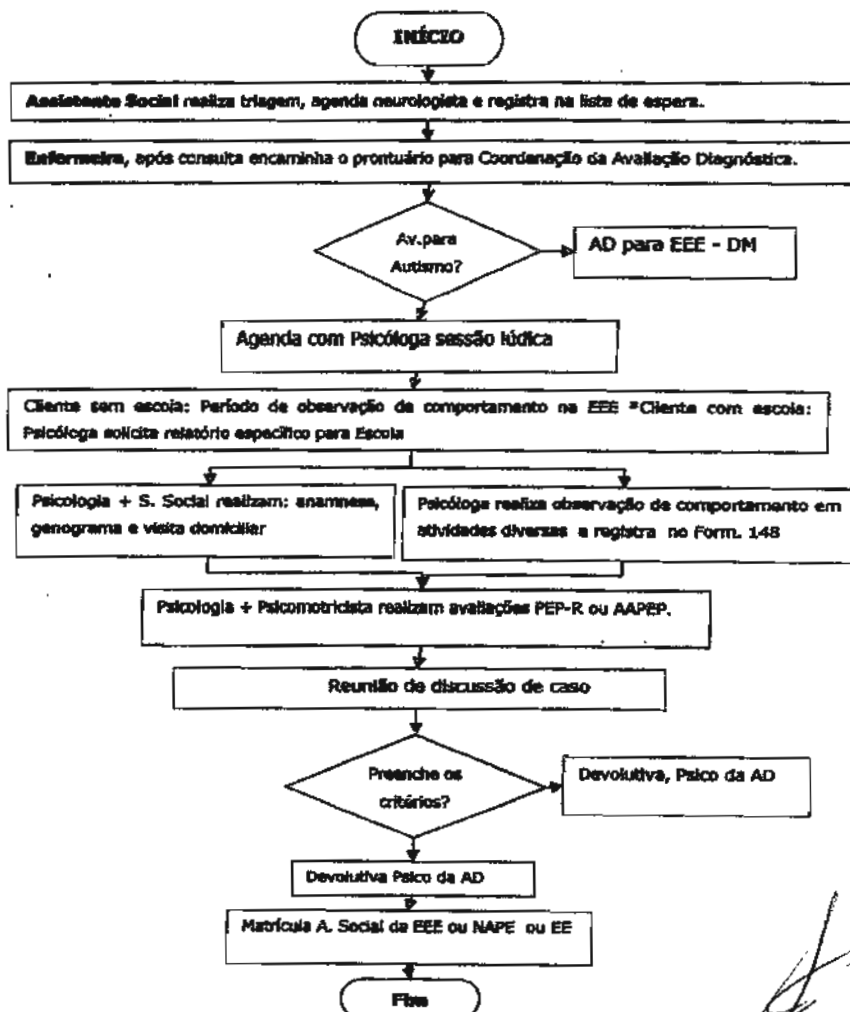 INÍCIO
Assistente Social realiza triagem, agenda neurologista e registra na lista de espera.
Enfermeira, após consulta encaminha o prontuário para Coordenação da Avaliação Diagnóstica.
Av.para
Autismo?
AD para EEE - DM
Agenda com Psicóloga sessão lúdica
Cliente sem escola: Período de observação de comportamento na EEE *Cliente com escola:
Psicóloga solicita relatório específico para Escola
Psicologia + S. Social realizam: anamnese,
genograma e visita domiciliar
Psicóloga realiza observação de comportamento em
atividades diversas e registra no Form. 148
Psicologia + Psicomotricista realizam avaliações PEP-R ou AAPEP.
Reunião de discussão de caso
Preenche os
critérios?
Devolutiva, Psico da AD
Devolutiva Psico da AD
Matrícula A. Social da EEE ou NAPE ou EE
Fim